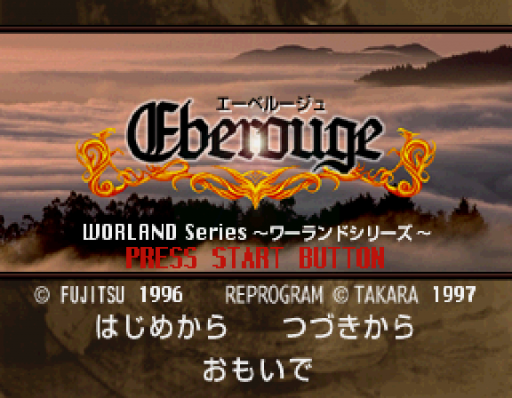 エーベルージュ
Eberouge
WORLAND Series ～ワーランドシリーズ～
PRESS START BUTTON
© FUJITSU 1996 REPROGRAM © TAKARA 1997
はじめから つづきから
おもいで